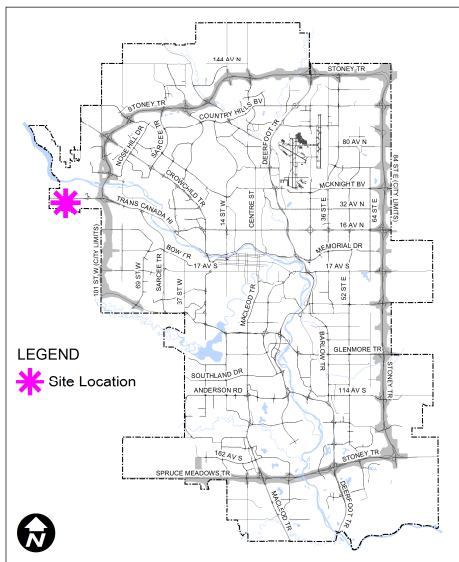 144 AV N
STONEY TR
STONEY TR
COUNTRY HILLS BV
DEERFOOT TR
NOSE HILL DR
SARCEE TR
CROWCHILD TR
80 AV N
84 ST E (CITY LIMITS)
MCKNIGHT BV
TRANS CANADA HI
14 ST W
CENTRE ST
36 ST E
32 AV N
64 ST E
16 AV N
101 ST W (CITY LIMITS)
BOW TR
MEMORIAL DR
69 ST W
SARCEE TR
37 ST W
17 AV S
17 AV S
52 ST E
MACLEOD TR
BARLOW TR
GLENMORE TR
LEGEND
Site Location
SOUTHLAND DR
ANDERSON RD
114 AV S
STONEY TR
162 AV S
STONEY TR
SPRUCE MEADOWS TR
MACLEOD TR
DEERFOOT TR
N